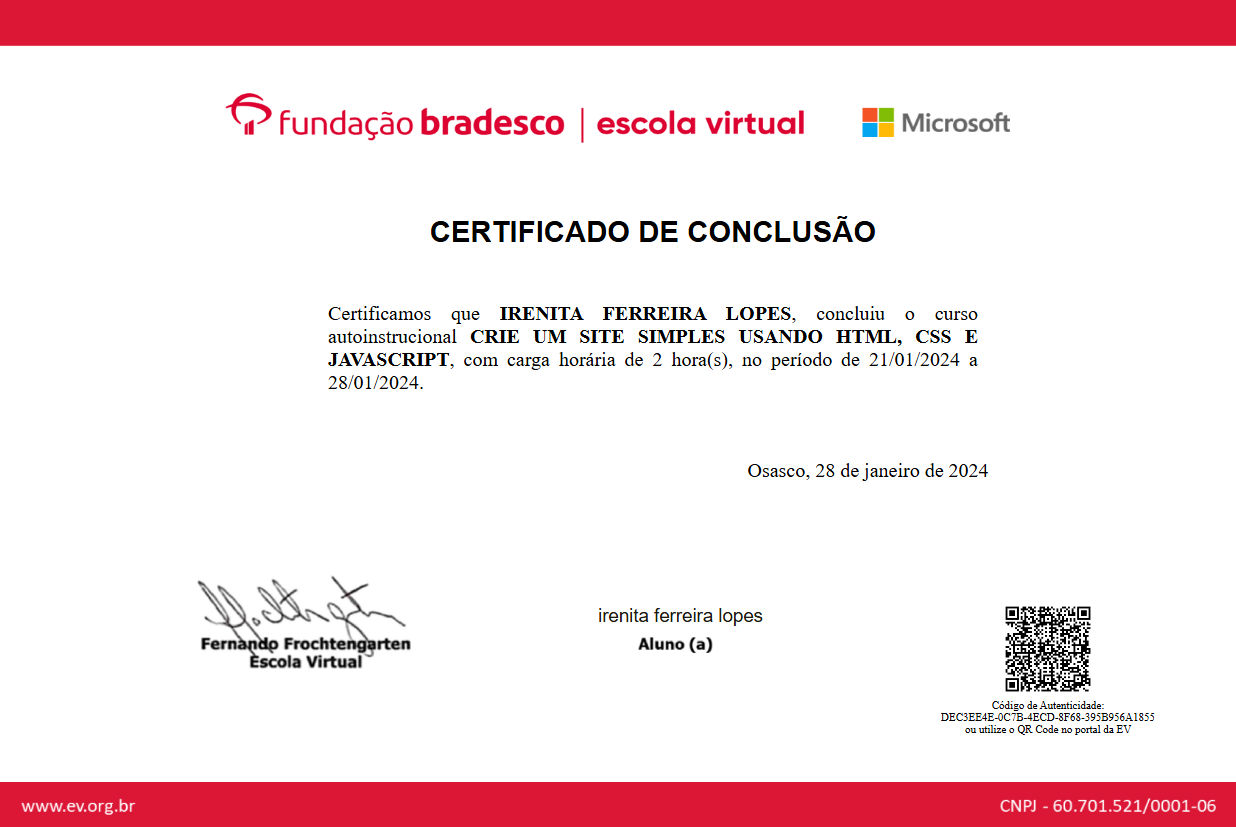 fundação bradesco | escola virtual
Microsoft
CERTIFICADO DE CONCLUSÃO
Certificamos que IRENITA FERREIRA LOPES, concluiu o curso
autoinstrucional CRIE UM SITE SIMPLES USANDO HTML, CSS E
JAVASCRIPT, com carga horária de 2 hora(s), no período de 21/01/2024 a
28/01/2024.
Osasco, 28 de janeiro de 2024
Fernando Frochtengarten
Escola Virtual
irenita ferreira lopes
Aluno (a)
Código de Autenticidade:
DEC3EE4E-0C7B-4ECD-8F68-395B956A1855
ou utilize o QR Code no portal da EV
www.ev.org.br
CNPJ - 60.701.521/0001-06